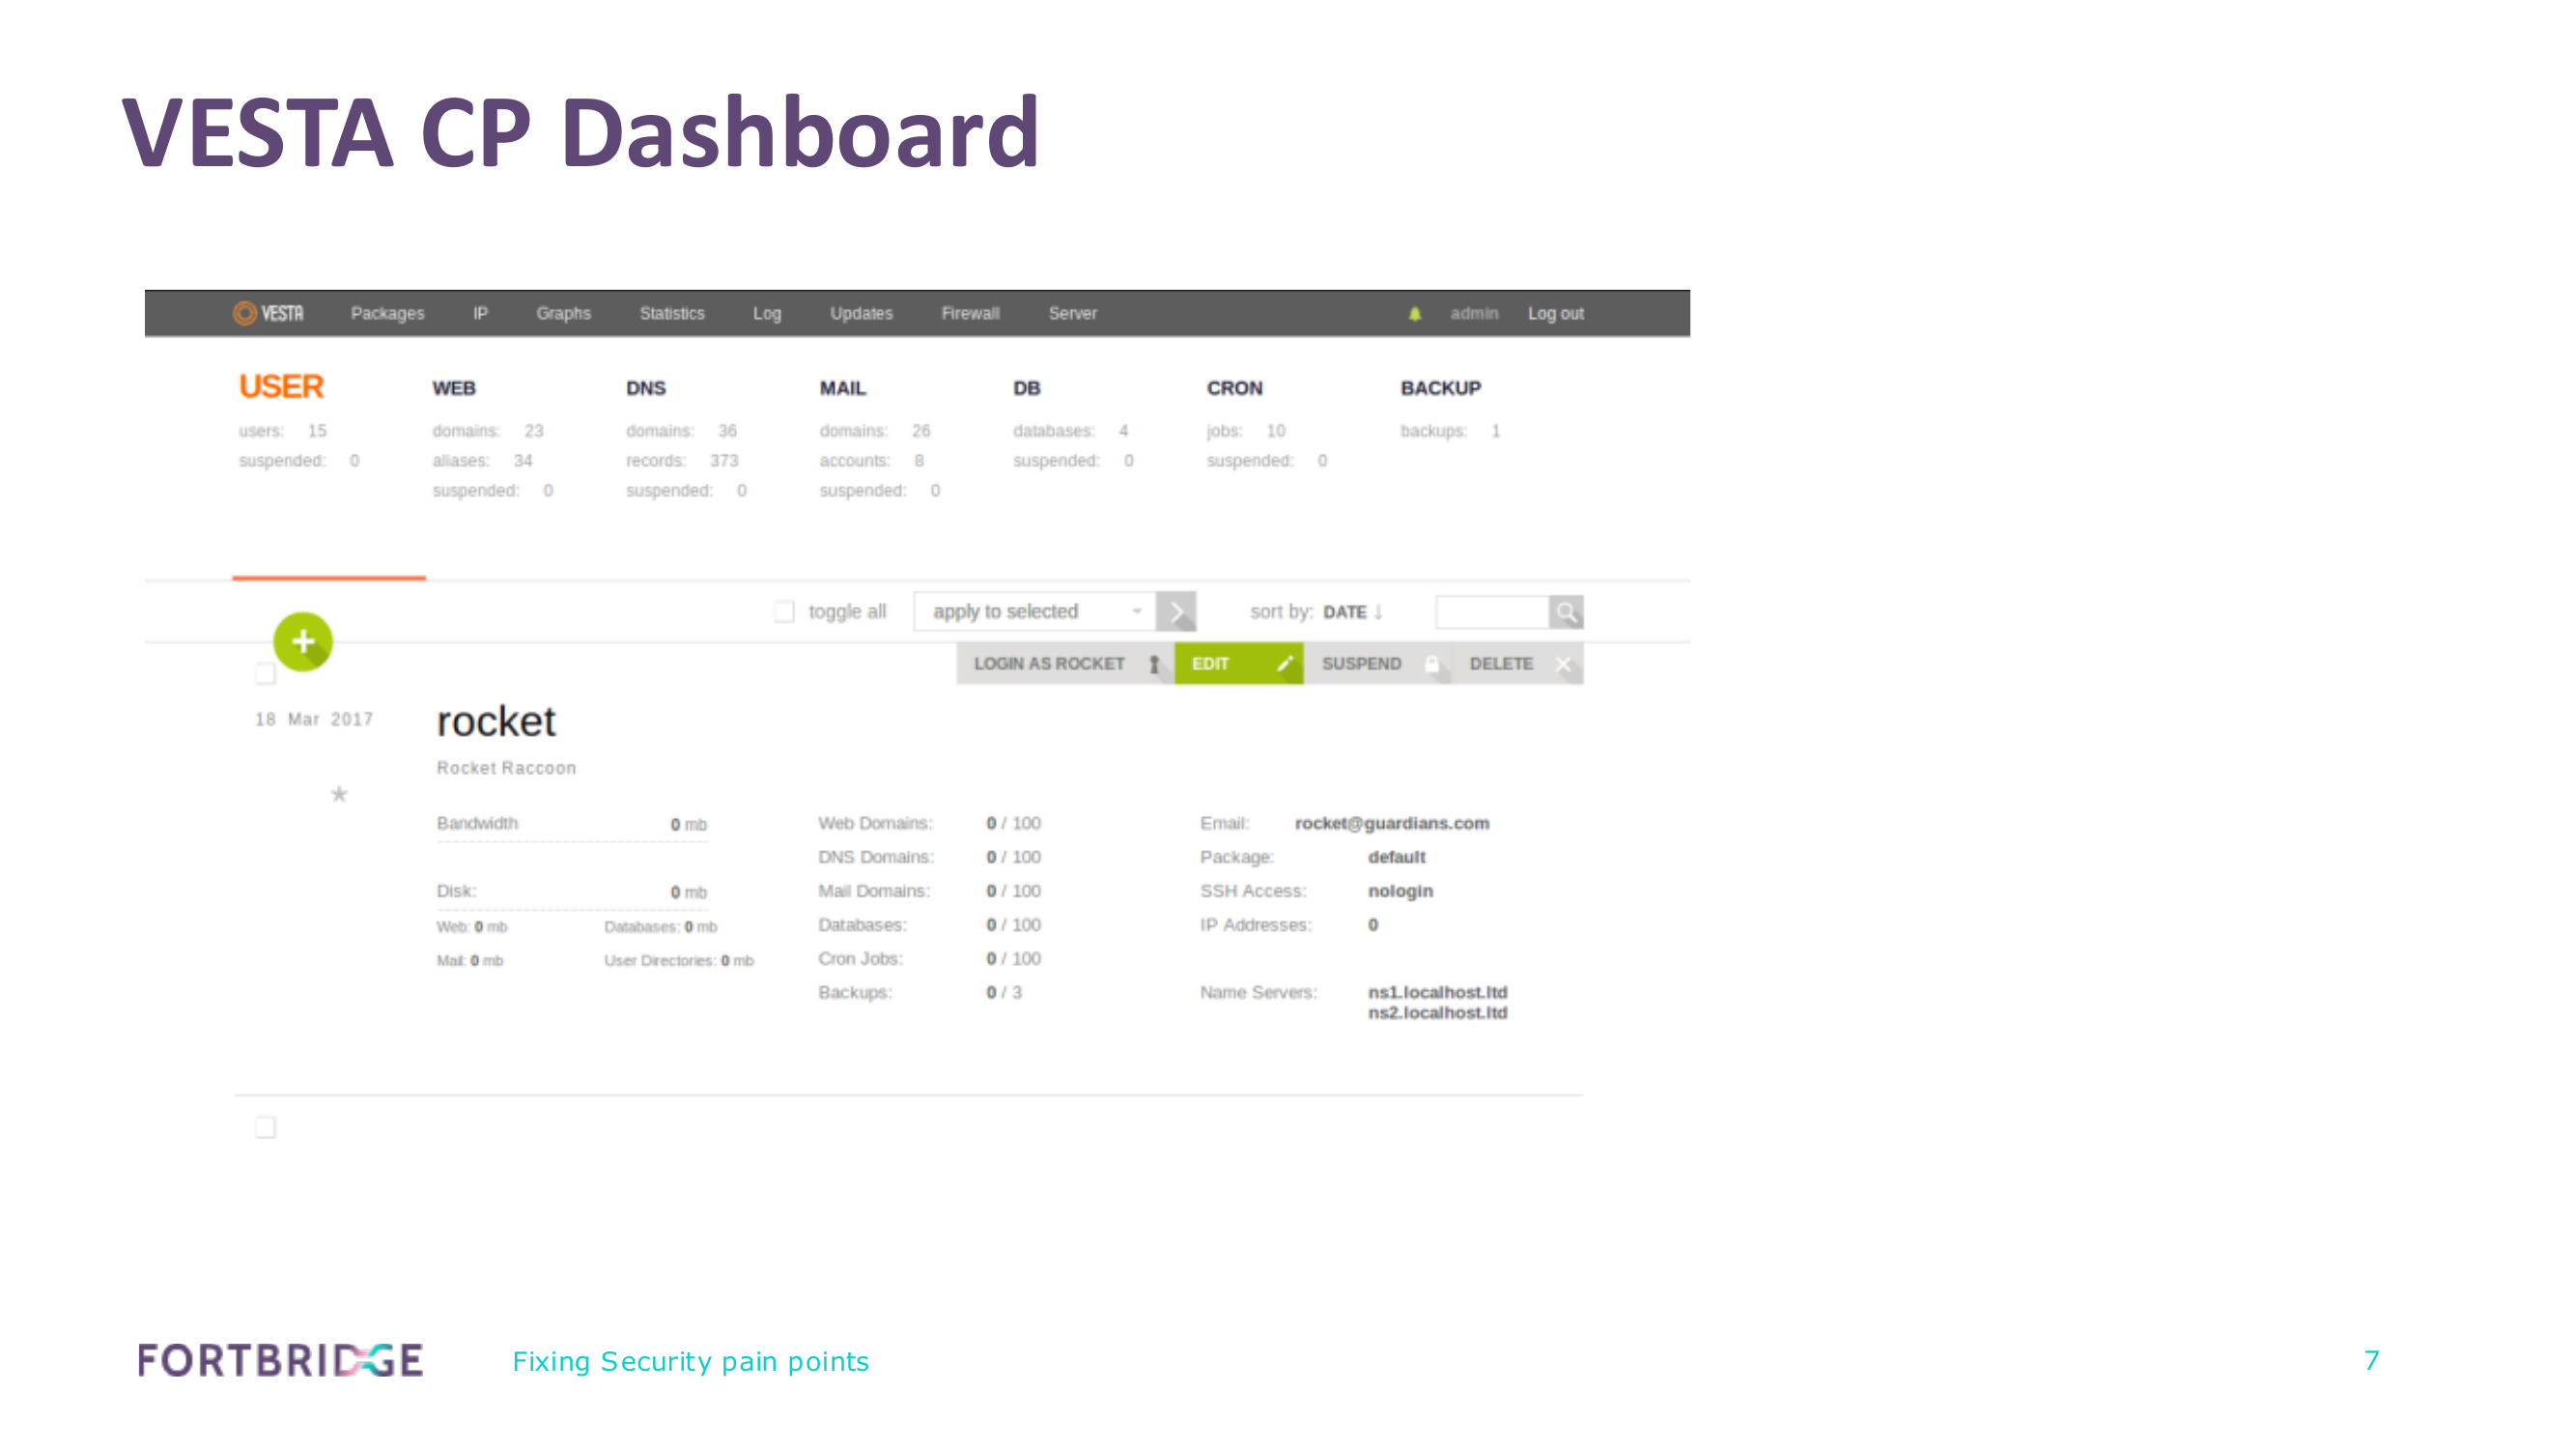 VESTA CP Dashboard
VESTA Packages IP Graphs Statistics Log Updates Firewall Server admin Log out
USER WEB DNS MAIL DB CRON BACKUP
users: 15 domains: 23 domains: 36 domains: 26 databases: 4 jobs: 10 backups: 1
suspended: 0 aliases: 34 records: 373 accounts: 8 suspended: 0 suspended: 0
suspended: 0 suspended: 0 suspended: 0
toggle all apply to selected sort by: DATE ↓
LOGIN AS ROCKET EDIT SUSPEND DELETE
18 Mar 2017 rocket
Rocket Raccoon
Bandwidth 0 mb Web Domains: 0 / 100 Email: rocket@guardians.com
DNS Domains: 0 / 100 Package: default
Disk: 0 mb Mail Domains: 0 / 100 SSH Access: nologin
Web: 0 mb Databases: 0 mb Databases: 0 / 100 IP Addresses: 0
Mail: 0 mb User Directories: 0 mb Cron Jobs: 0 / 100
Backups: 0 / 3 Name Servers: ns1.localhost.ltd
ns2.localhost.ltd
FORTBRIDGE Fixing Security pain points 7